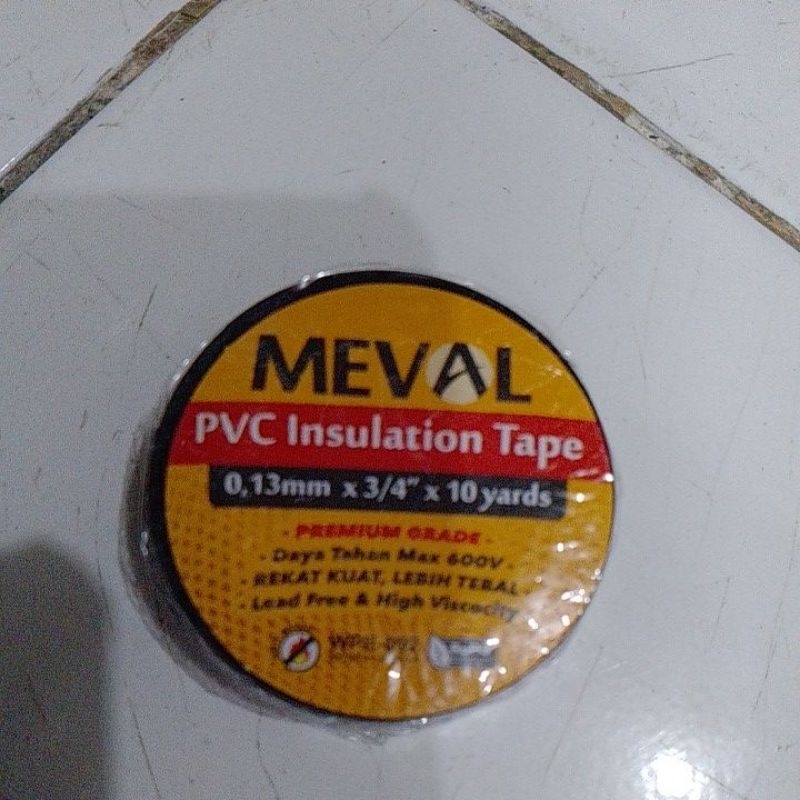 MEVAL
PVC Insulation Tape
0,13mm x 3/4" x 10 yards
- PREMIUM GRADE -
- Daya Tahan Max 600V -
- REKAT KUAT, LEBIH TEBAL -
- Lead Free & High Viscocity